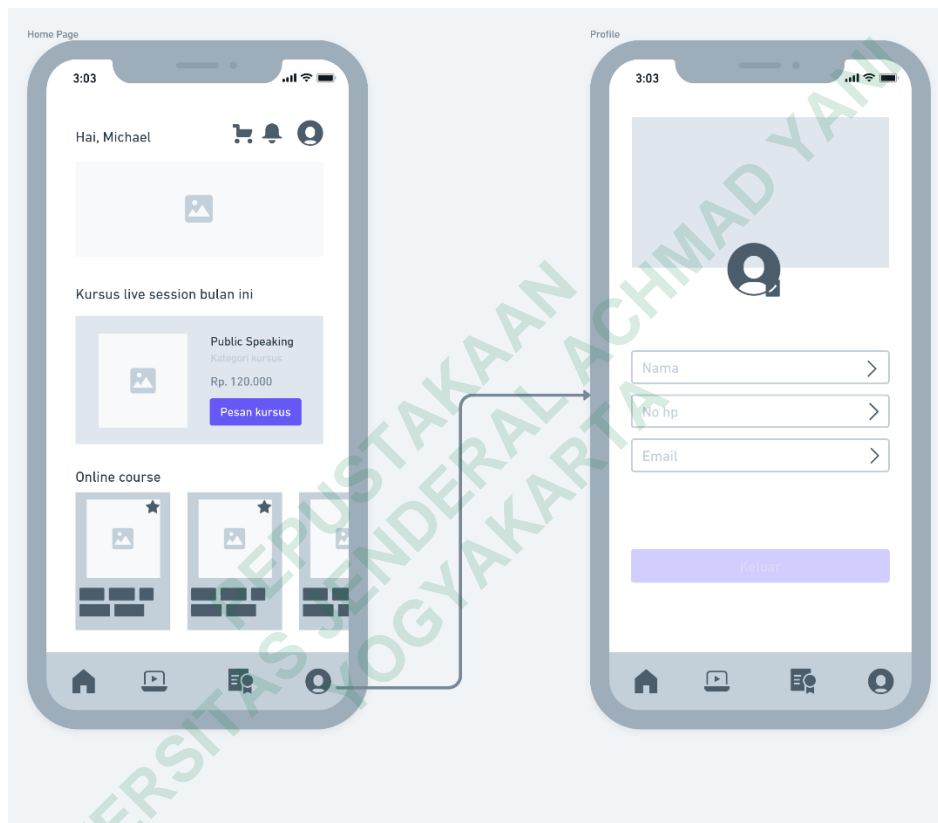 Home Page
3:03
Hai, Michael
Kursus live session bulan ini
Public Speaking
Kategori kursus
Rp. 120.000
Pesan kursus
Online course
Profile
3:03
Nama
No hp
Email
Keluar
PERPUSTAKAAN
UNIVERSITAS JENDERAL ACHMAD YANI
YOGYAKARTA